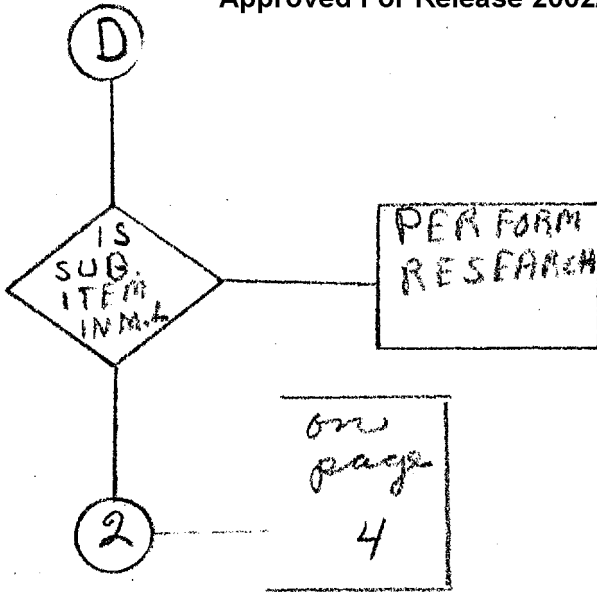 Approved For Release 2002
D
IS
SUB.
ITEM
IN M.L
PERFORM
RESEARCH
on
page
4
2